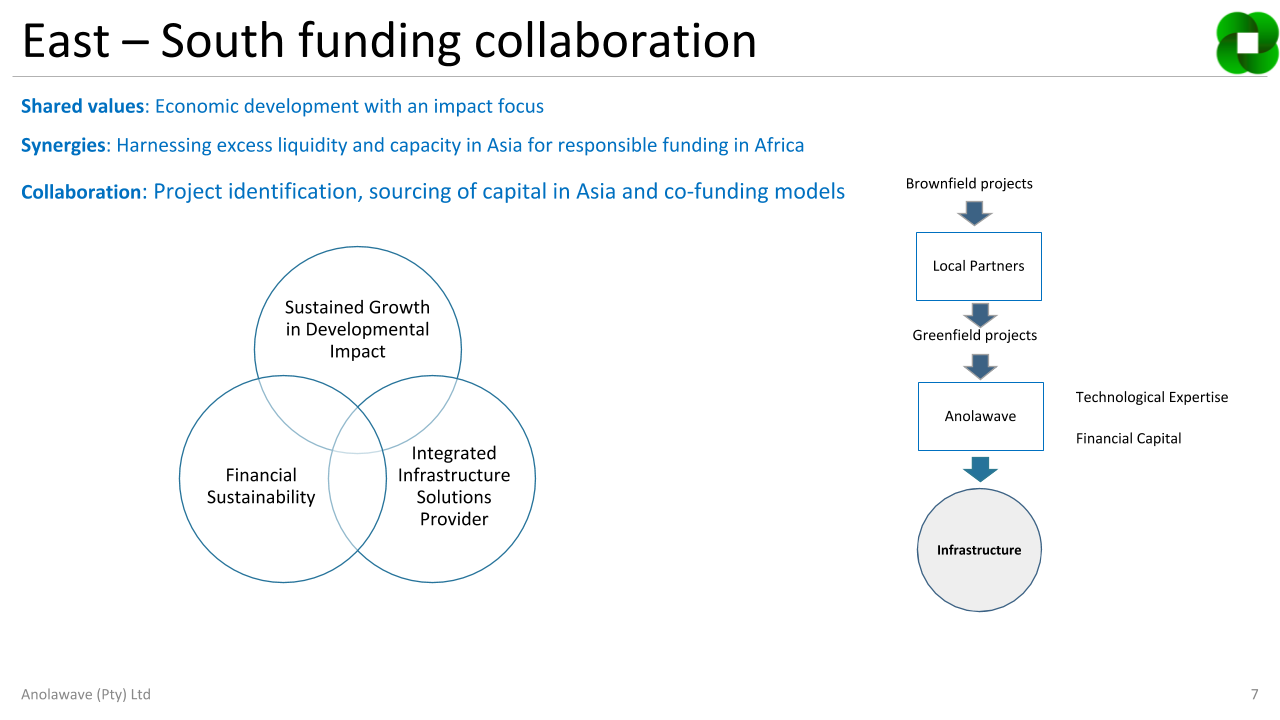 East – South funding collaboration
Shared values: Economic development with an impact focus
Synergies: Harnessing excess liquidity and capacity in Asia for responsible funding in Africa
Collaboration: Project identification, sourcing of capital in Asia and co-funding models
Sustained Growth
in Developmental
Impact
Financial
Sustainability
Integrated
Infrastructure
Solutions
Provider
Brownfield projects
Local Partners
Greenfield projects
Anolawave
Technological Expertise
Financial Capital
Infrastructure
Anolawave (Pty) Ltd
7